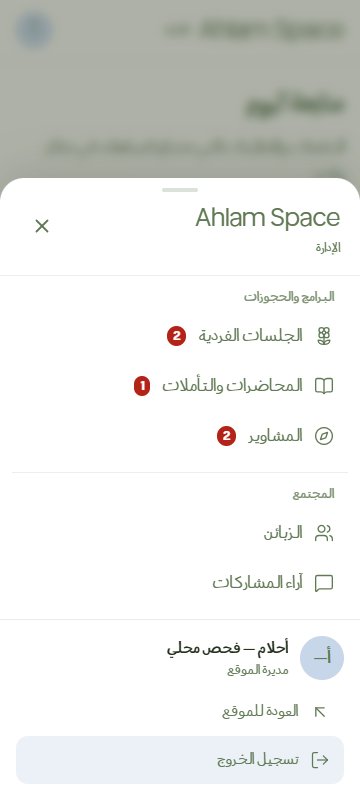 Ahlam Space
الإدارة
البرامج والحجوزات
الجلسات الفردية 2
المحاضرات والتأملات 1
المشاوير 2
المجتمع
الزبائن
آراء المشاركات
أ—
أحلام — فحص محلي
مديرة الموقع
العودة للموقع
تسجيل الخروج